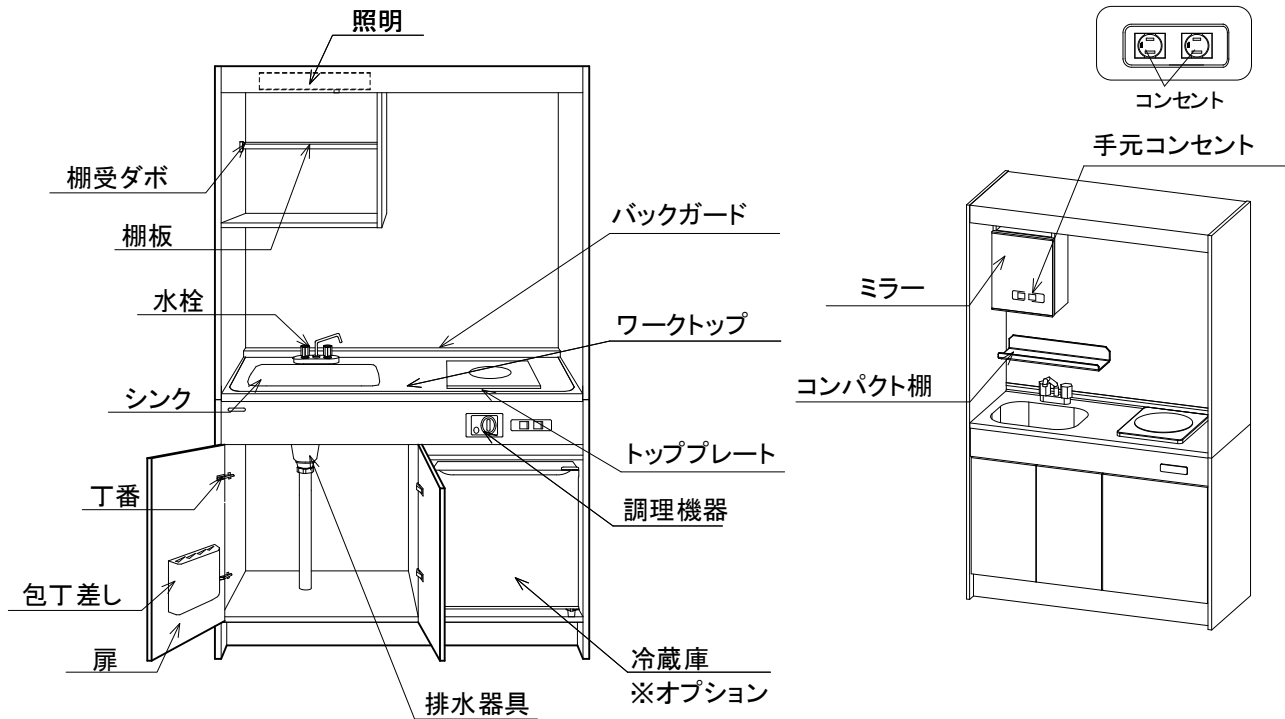 照明
棚受ダボ
棚板
水栓
シンク
丁番
包丁差し
扉
排水器具
バックガード
ワークトップ
トッププレート
調理機器
冷蔵庫
※オプション
コンセント
手元コンセント
ミラー
コンパクト棚